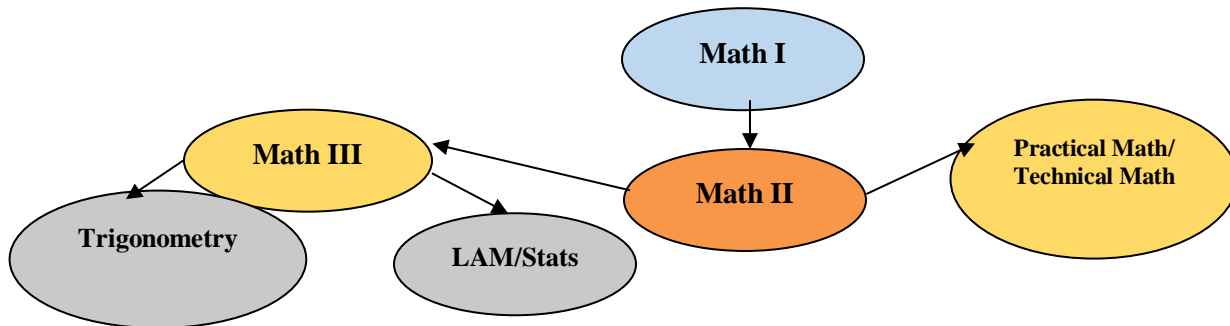 Math I
Math III
Math II
Practical Math/
Technical Math
Trigonometry
LAM/Stats